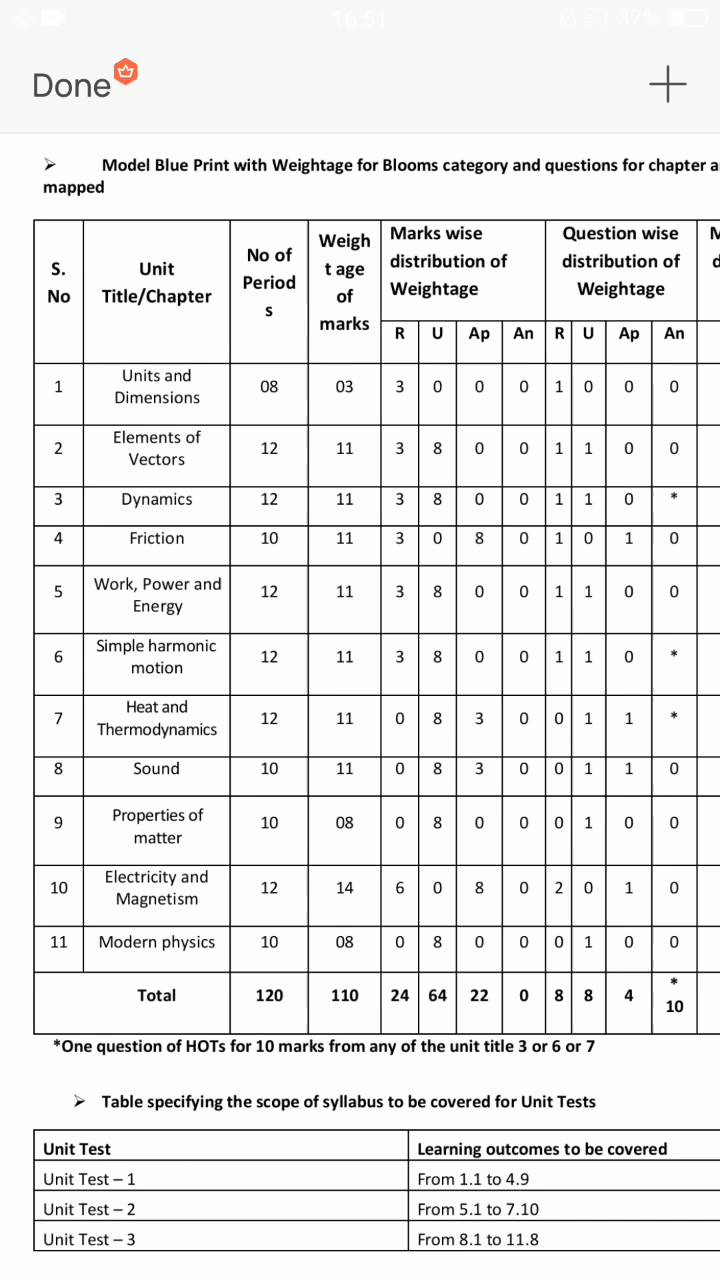 16:51
37%
Done
Model Blue Print with Weightage for Blooms category and questions for chapter a
mapped
S. No Unit Title/Chapter No of Period s Weigh t age of marks Marks wise distribution of Weightage Question wise distribution of Weightage
R U Ap An R U Ap An
1 Units and Dimensions 08 03 3 0 0 0 1 0 0 0
2 Elements of Vectors 12 11 3 8 0 0 1 1 0 0
3 Dynamics 12 11 3 8 0 0 1 1 0 *
4 Friction 10 11 3 0 8 0 1 0 1 0
5 Work, Power and Energy 12 11 3 8 0 0 1 1 0 0
6 Simple harmonic motion 12 11 3 8 0 0 1 1 0 *
7 Heat and Thermodynamics 12 11 0 8 3 0 0 1 1 *
8 Sound 10 11 0 8 3 0 0 1 1 0
9 Properties of matter 10 08 0 8 0 0 0 1 0 0
10 Electricity and Magnetism 12 14 6 0 8 0 2 0 1 0
11 Modern physics 10 08 0 8 0 0 0 1 0 0
Total 120 110 24 64 22 0 8 8 4 * 10
*One question of HOTs for 10 marks from any of the unit title 3 or 6 or 7
Table specifying the scope of syllabus to be covered for Unit Tests
Unit Test Learning outcomes to be covered
Unit Test – 1 From 1.1 to 4.9
Unit Test – 2 From 5.1 to 7.10
Unit Test – 3 From 8.1 to 11.8